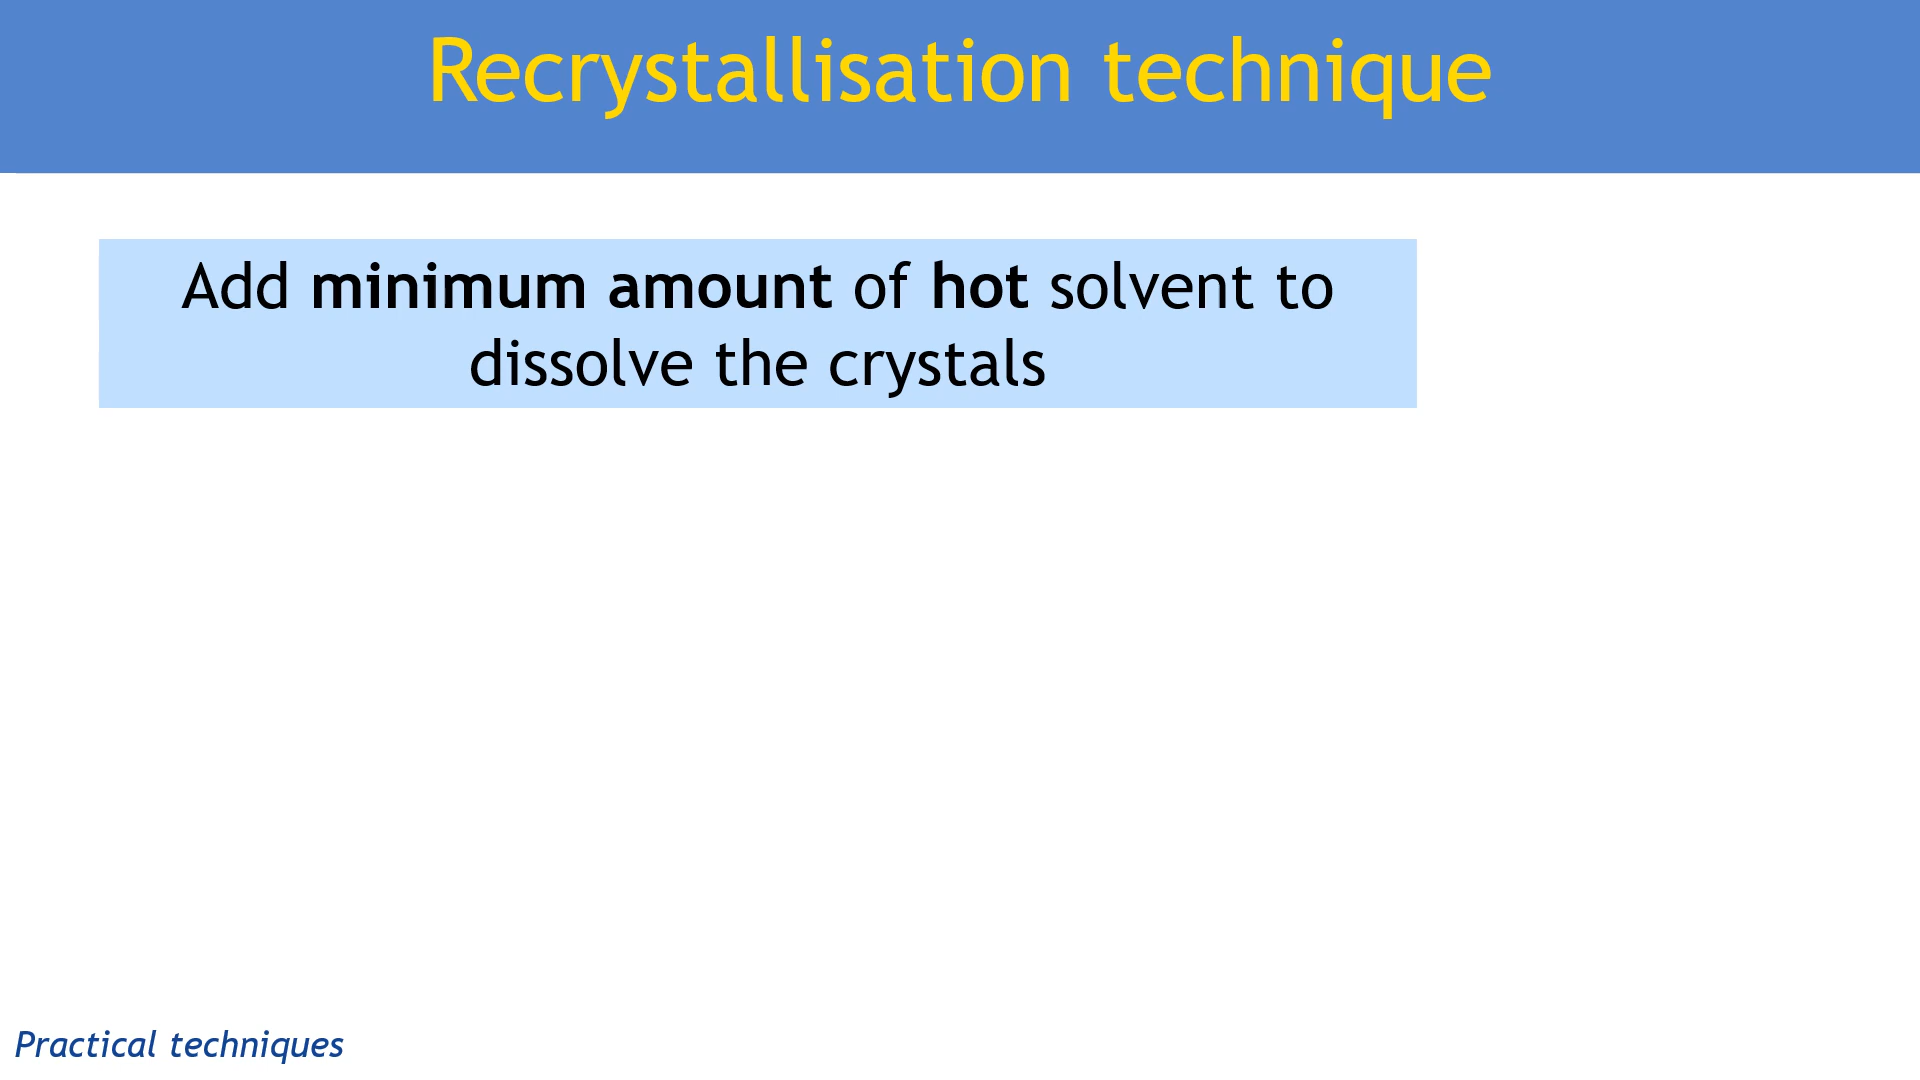 Recrystallisation technique
Add minimum amount of hot solvent to
dissolve the crystals
Practical techniques